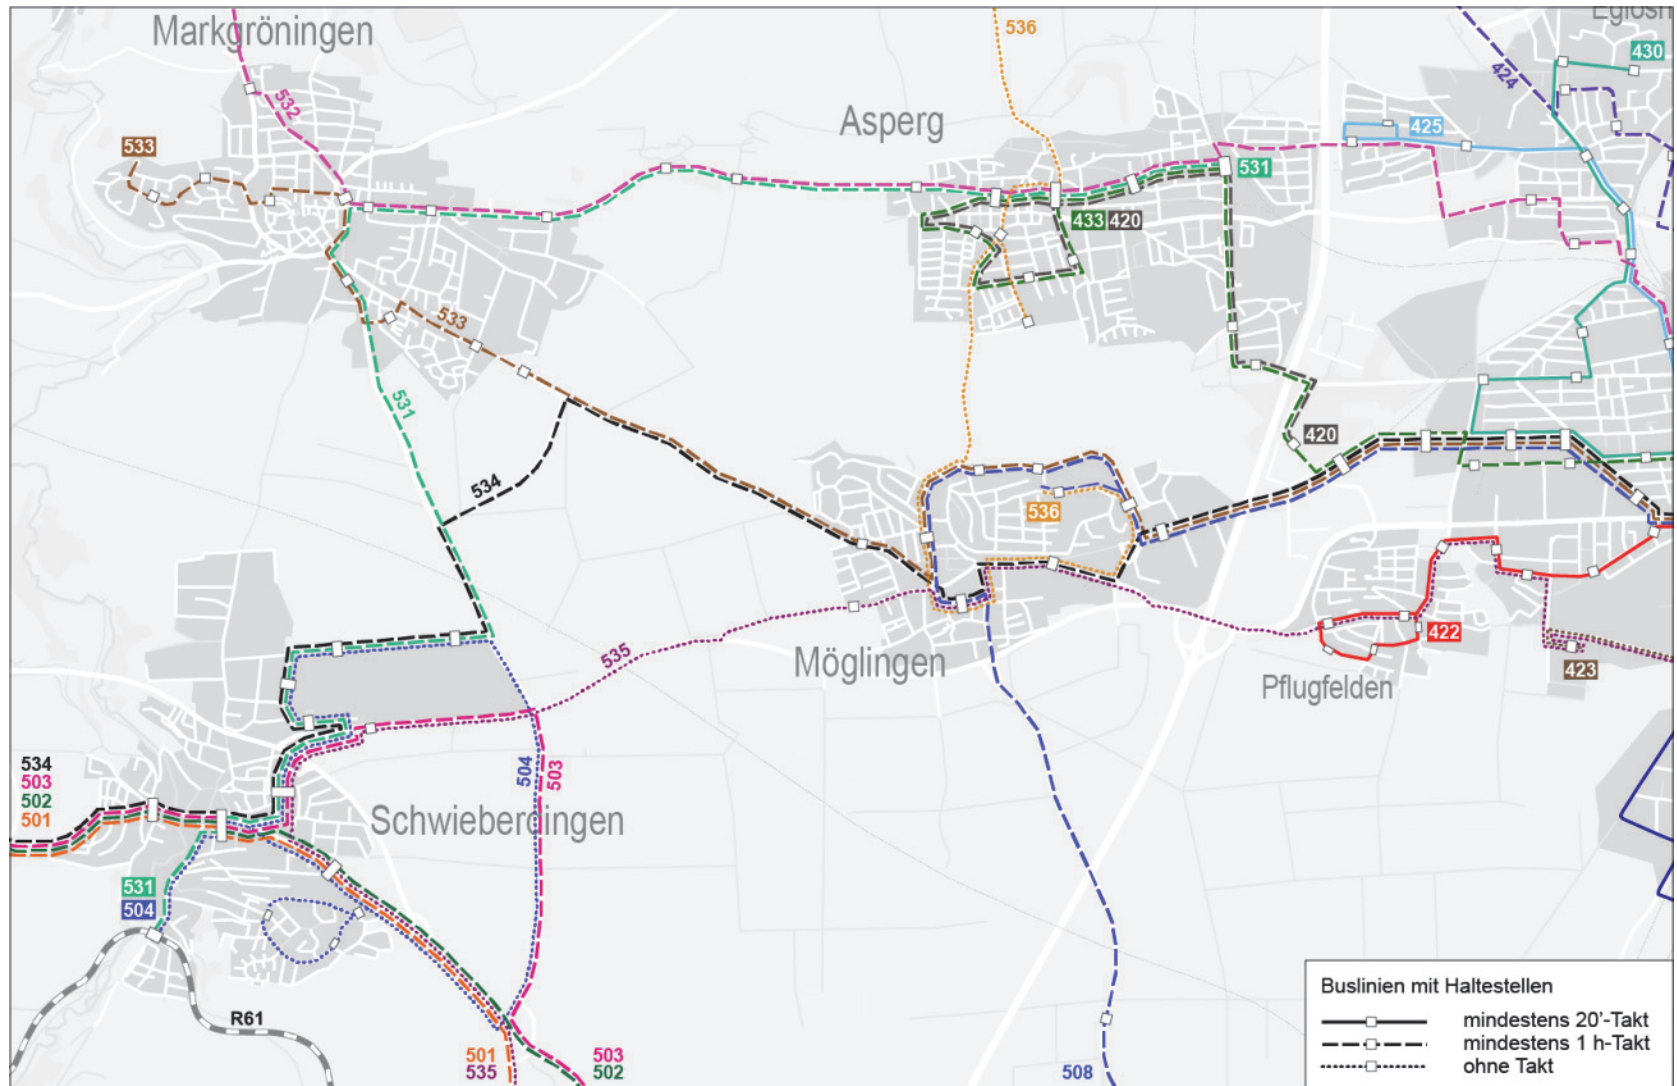 Eglosh
Markgröningen
536
430
424
532
Asperg
425
533
531
433 420
533
531
420
534
536
535
Möglingen
422
423
Pflugfelden
534
503
502
501
504
503
Schwieberdingen
531
504
R61
501
535
503
502
508
Buslinien mit Haltestellen
mindestens 20'-Takt
mindestens 1 h-Takt
ohne Takt